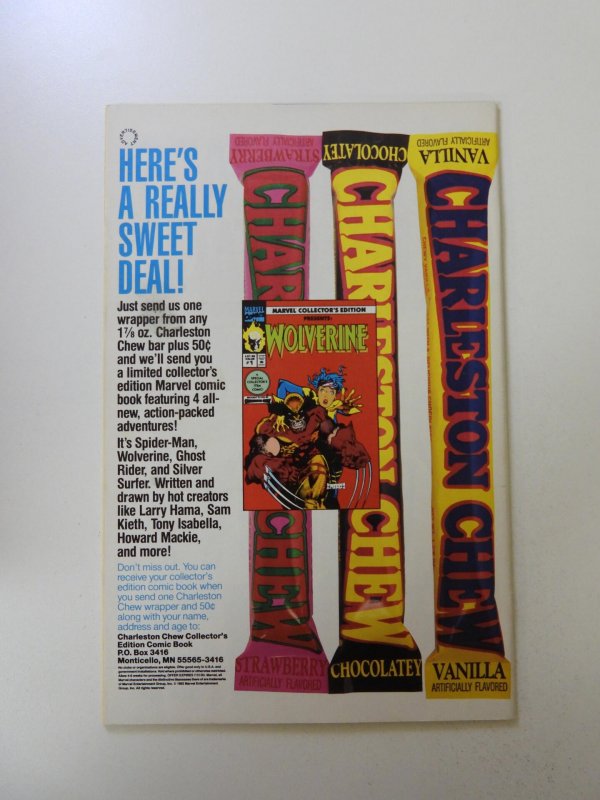 ADVERTISEMENT
HERE'S
A REALLY
SWEET
DEAL!
Just send us one
wrapper from any
1 7/8 oz. Charleston
Chew bar plus 50¢
and we'll send you
a limited collector's
edition Marvel comic
book featuring 4 all-
new, action-packed
adventures!
It's Spider-Man,
Wolverine, Ghost
Rider, and Silver
Surfer. Written and
drawn by hot creators
like Larry Hama, Sam
Kieth, Tony Isabella,
Howard Mackie,
and more!
Don't miss out. You can
receive your collector's
edition comic book when
you send one Charleston
Chew wrapper and 50¢
along with your name,
address and age to:
Charleston Chew Collector's
Edition Comic Book
P.O. Box 3416
Monticello, MN 55565-3416
STRAWBERRY
ARTIFICIALLY FLAVORED
CHARLESTON CHEW
STRAWBERRY
ARTIFICIALLY FLAVORED
CHOCOLATEY
CHARLESTON CHEW
CHOCOLATEY
VANILLA
ARTIFICIALLY FLAVORED
CHARLESTON CHEW
VANILLA
ARTIFICIALLY FLAVORED
MARVEL COLLECTOR'S EDITION
PRESENTS:
WOLVERINE
#1